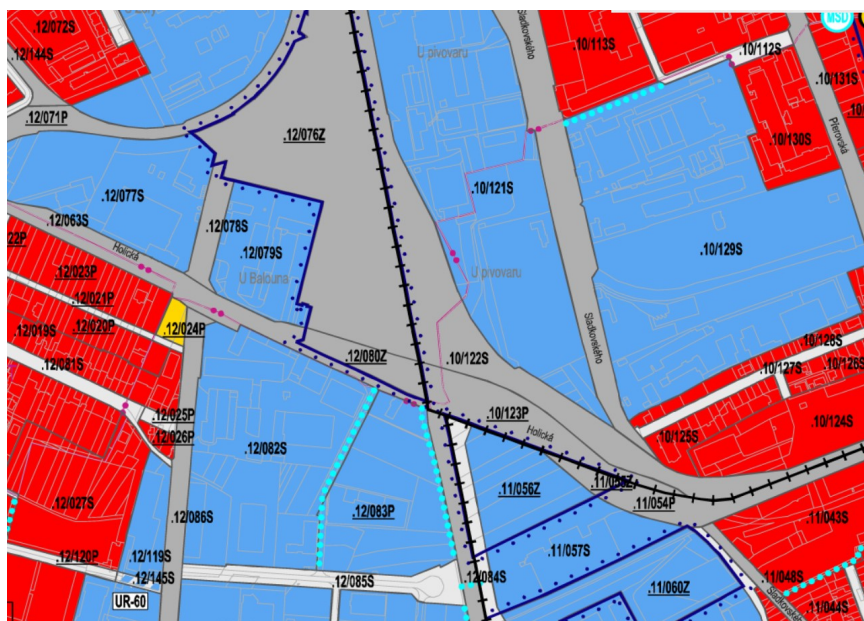 .12/072S
.12/144S
.12/071P
.12/076Z
U pivovaru
Sladkovského
.10/113S
.10/112S
MSD
.10/131S
.10/130S
Přerovská
.12/077S
.12/063S
Holická
.12/078S
.12/079S
U Balouna
.10/121S
U pivovaru
.10/129S
22P
.12/023P
.12/021P
.12/020P
.12/019S
.12/081S
.12/024P
.12/080Z
.10/122S
Sladkovského
.10/128S
.10/127S
.10/126S
.12/025P
.12/026P
.10/123P
Holická
.10/125S
.10/124S
.12/082S
.12/027S
.12/086S
.12/083P
.11/056Z
.11/054P
.11/043S
.12/120P
.12/119S
.12/145S
.12/085S
.12/084S
.11/057S
.11/060Z
.11/048S
.11/044S
Sladkovského
UR-60